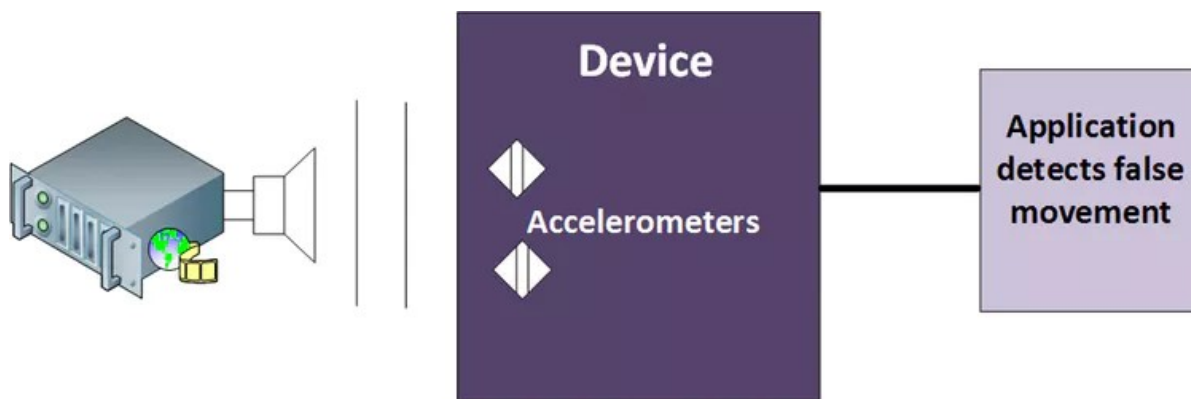 Device
Accelerometers
Application
detects false
movement